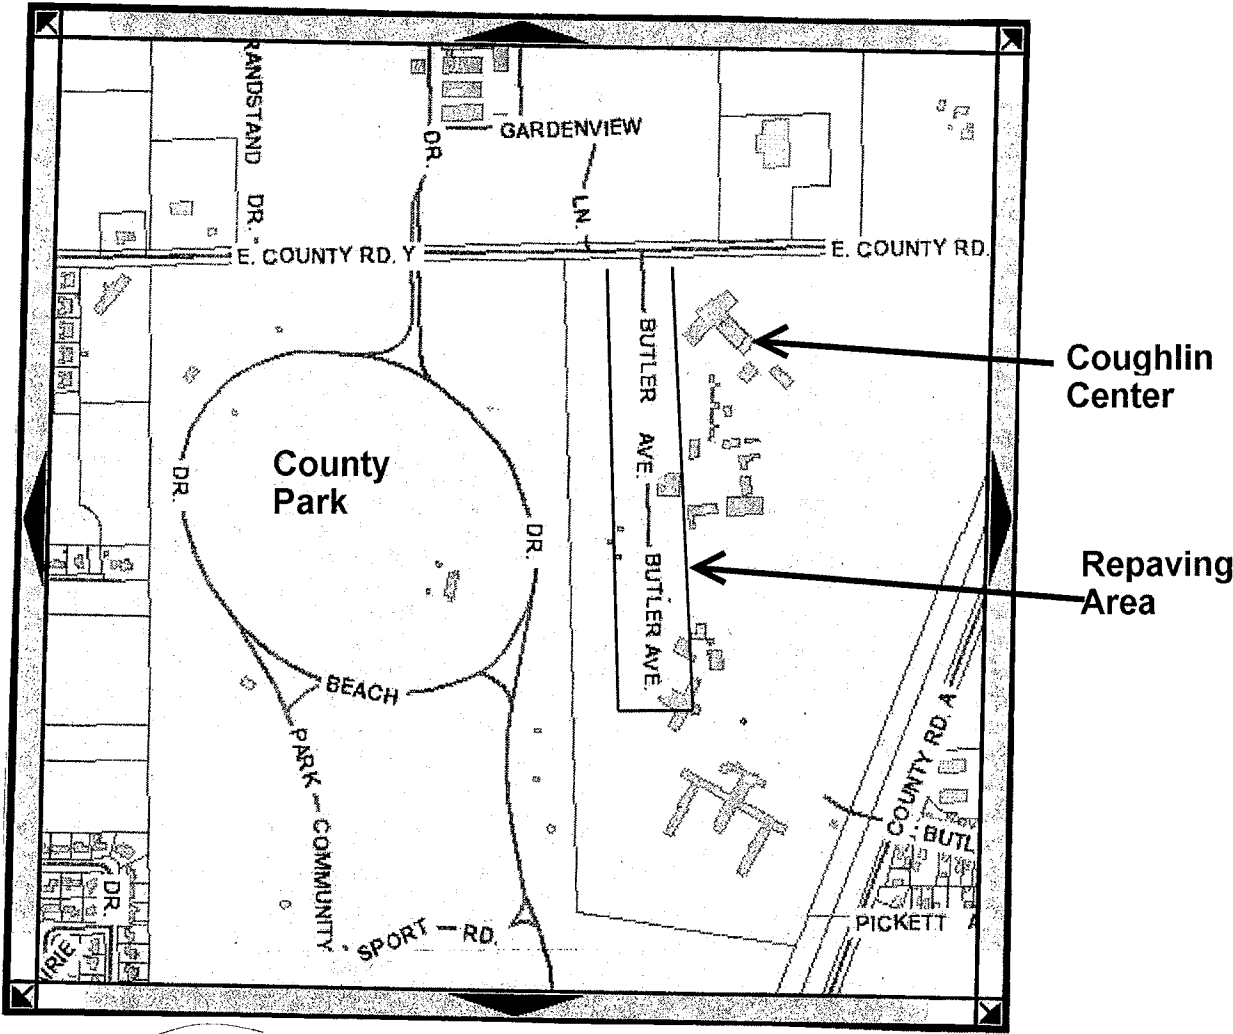 RANDSTAND DR.
DR.
GARDENVIEW
LN.
E. COUNTY RD. Y
E. COUNTY RD.
BUTLER AVE.
Coughlin
Center
County
Park
DR.
DR.
BUTLER AVE.
Repaving
Area
BEACH
PARK
COMMUNITY
COUNTY RD. A
BUTL
DR.
IRIE
SPORT RD.
PICKETT A